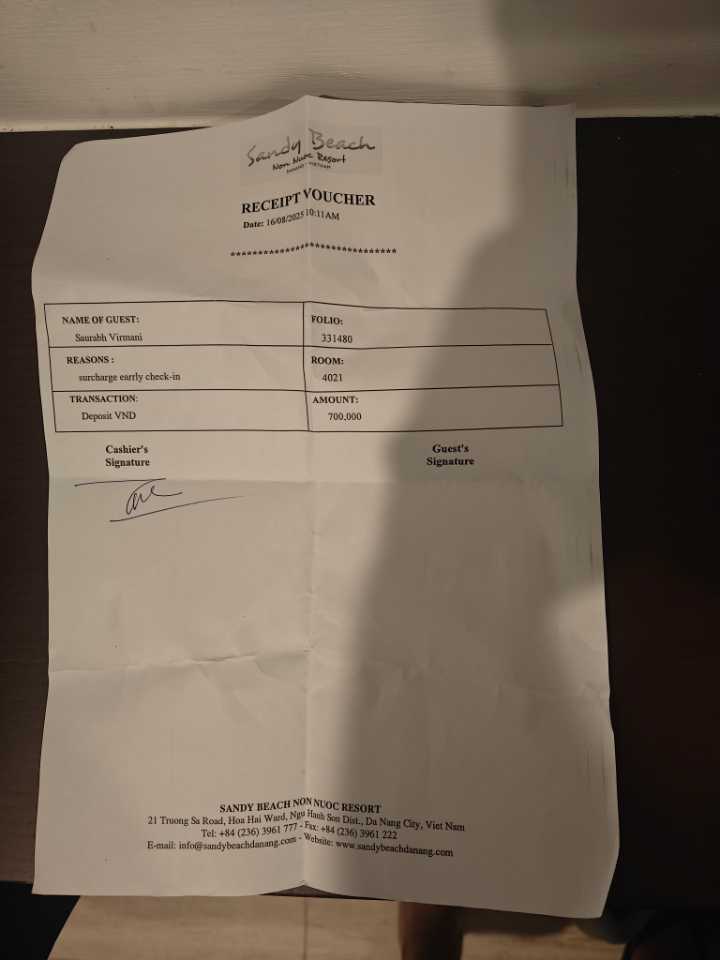 Sandy Beach
Non Nuoc Resort
DANANG - VIETNAM
RECEIPT VOUCHER
Date: 16/08/2025 10:11AM
*******************************
NAME OF GUEST:
Saurabh Virmani
FOLIO:
331480
REASONS :
surcharge earrly check-in
ROOM:
4021
TRANSACTION:
Deposit VND
AMOUNT:
700,000
Cashier's
Signature
Guest's
Signature
SANDY BEACH NON NUOC RESORT
21 Truong Sa Road, Hoa Hai Ward, Ngu Hanh Son Dist., Da Nang City, Viet Nam
Tel: +84 (236) 3961 777 - Fax: +84 (236) 3961 222
E-mail: info@sandybeachdanang.com - Website: www.sandybeachdanang.com